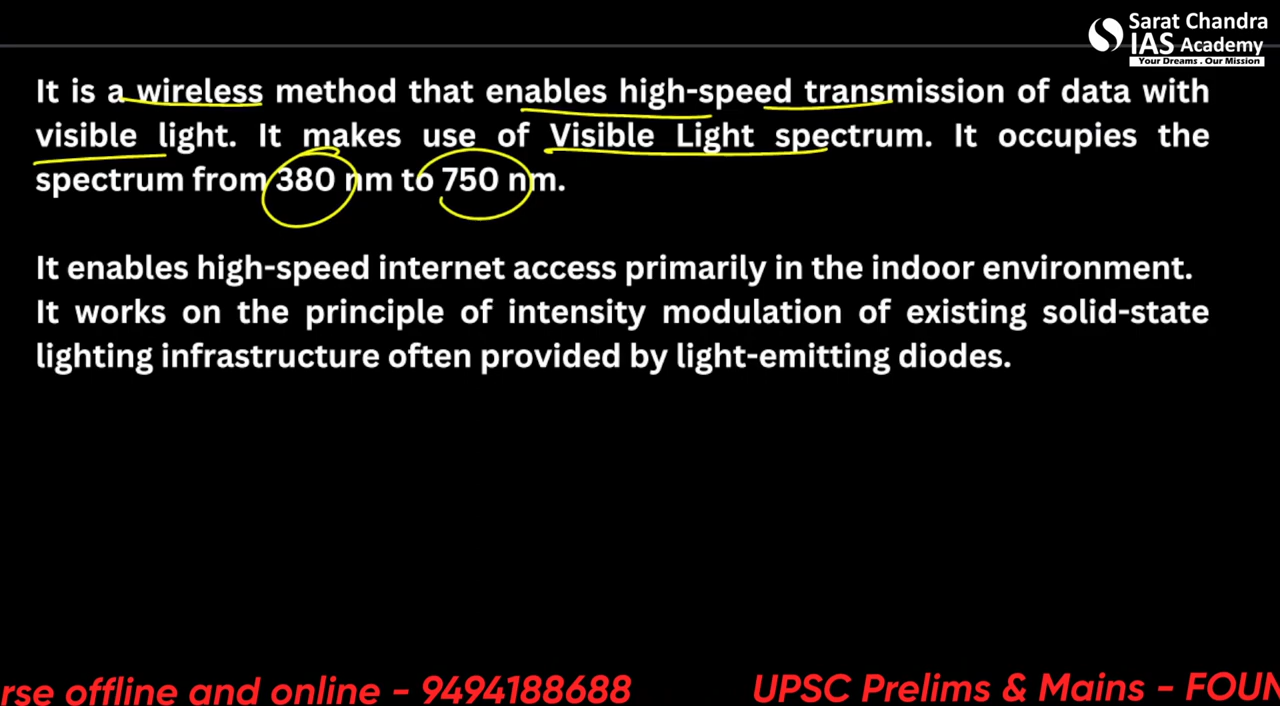 Sarat Chandra
IAS Academy
Your Dreams . Our Mission
It is a wireless method that enables high-speed transmission of data with
visible light. It makes use of Visible Light spectrum. It occupies the
spectrum from 380 nm to 750 nm.
It enables high-speed internet access primarily in the indoor environment.
It works on the principle of intensity modulation of existing solid-state
lighting infrastructure often provided by light-emitting diodes.
rse offline and online - 9494188688 UPSC Prelims & Mains - FOUN